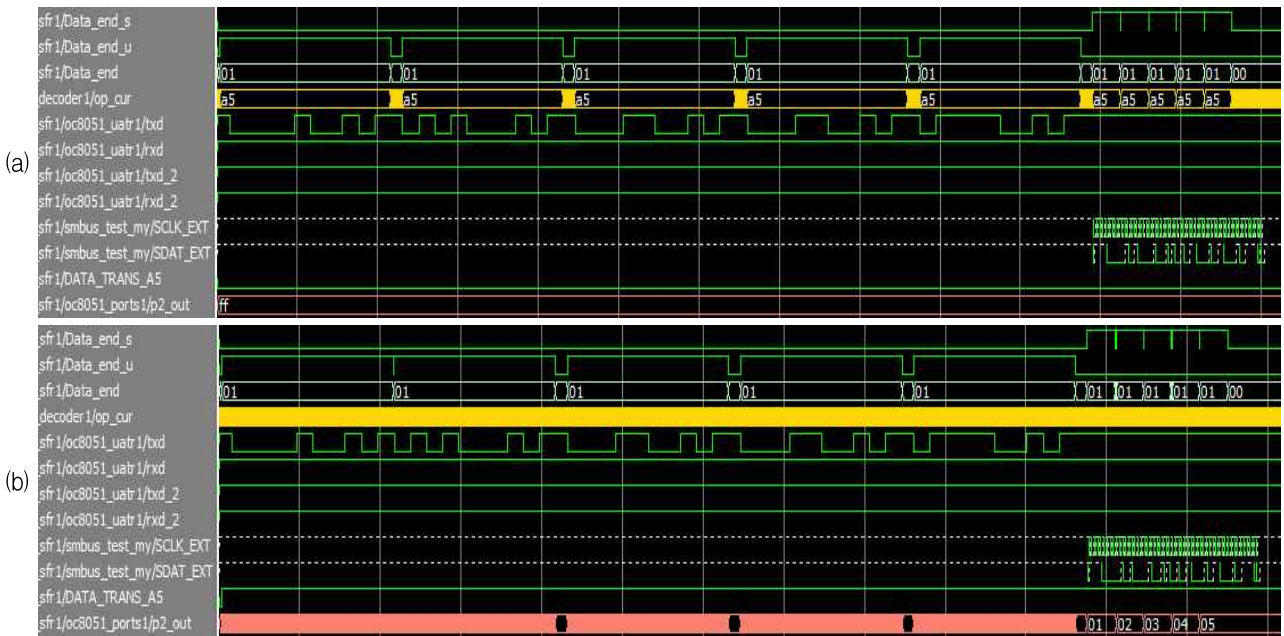 (a)
sfr1/Data_end_s
sfr1/Data_end_u
sfr1/Data_end 01 01 01 01 01 01 01 01 01 01 00
decoder1/op_cur a5 a5 a5 a5 a5 a5 a5 a5 a5 a5
sfr1/oc8051_uatr1/txd
sfr1/oc8051_uatr1/rxd
sfr1/oc8051_uatr1/txd_2
sfr1/oc8051_uatr1/rxd_2
sfr1/smbus_test_my/SCLK_EXT
sfr1/smbus_test_my/SDAT_EXT
sfr1/DATA_TRANS_A5
sfr1/oc8051_ports1/p2_out ff
(b)
sfr1/Data_end_s
sfr1/Data_end_u
sfr1/Data_end 01 01 01 01 01 01 01 01 01 01 00
decoder1/op_cur
sfr1/oc8051_uatr1/txd
sfr1/oc8051_uatr1/rxd
sfr1/oc8051_uatr1/txd_2
sfr1/oc8051_uatr1/rxd_2
sfr1/smbus_test_my/SCLK_EXT
sfr1/smbus_test_my/SDAT_EXT
sfr1/DATA_TRANS_A5
sfr1/oc8051_ports1/p2_out 01 02 03 04 05